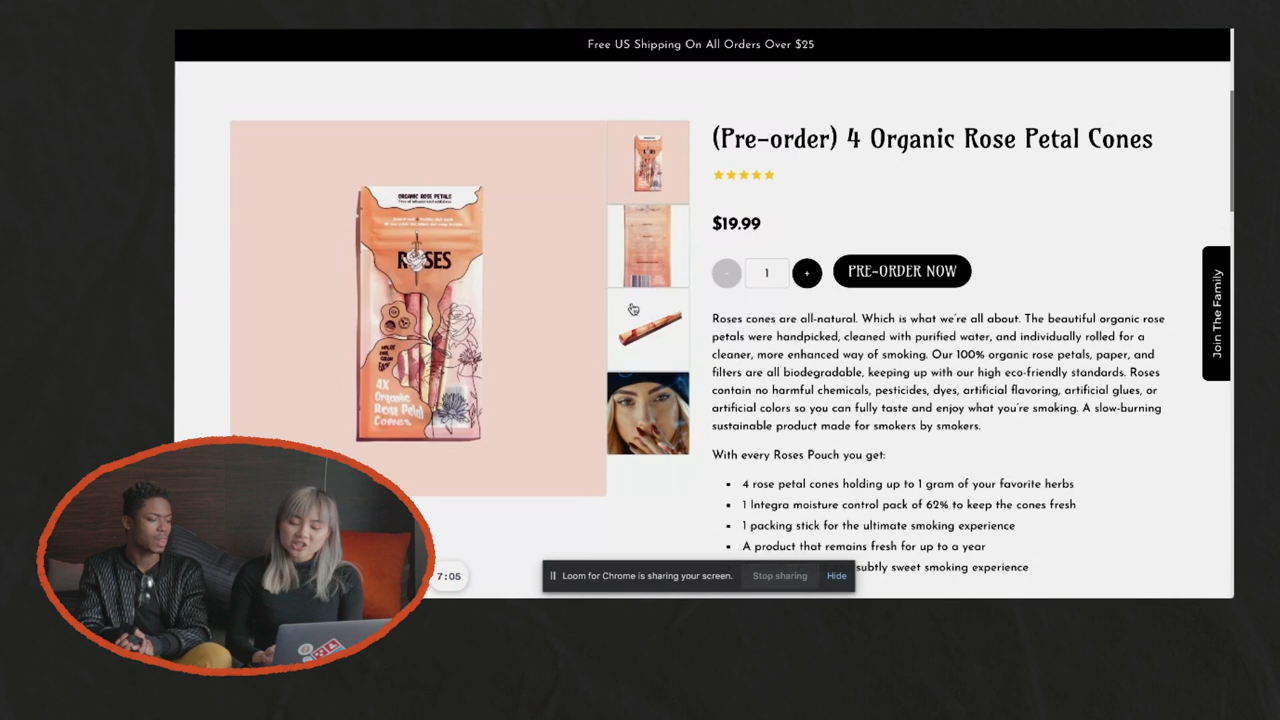 Free US Shipping On All Orders Over $25
(Pre-order) 4 Organic Rose Petal Cones
$19.99
- 1 + PRE-ORDER NOW
Join The Family
ORGANIC ROSE PETALS
ROSES
4X
Organic
Rose Petal
Cones
Roses cones are all-natural. Which is what we're all about. The beautiful organic rose
petals were handpicked, cleaned with purified water, and individually rolled for a
cleaner, more enhanced way of smoking. Our 100% organic rose petals, paper, and
filters are all biodegradable, keeping up with our high eco-friendly standards. Roses
contain no harmful chemicals, pesticides, dyes, artificial flavoring, artificial glues, or
artificial colors so you can fully taste and enjoy what you're smoking. A slow-burning
sustainable product made for smokers by smokers.
With every Roses Pouch you get:
4 rose petal cones holding up to 1 gram of your favorite herbs
1 Integra moisture control pack of 62% to keep the cones fresh
1 packing stick for the ultimate smoking experience
A product that remains fresh for up to a year
subtly sweet smoking experience
7:05
Loom for Chrome is sharing your screen. Stop sharing Hide